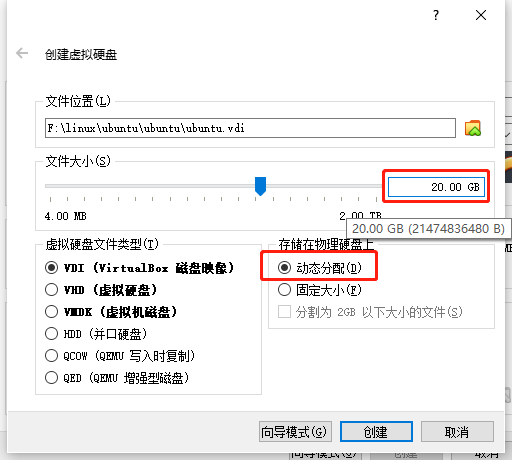 创建虚拟硬盘
文件位置(L)
F:\linux\ubuntu\ubuntu\ubuntu.vdi
文件大小(S)
20.00 GB
4.00 MB
2.00 TB
20.00 GB (21474836480 B)
虚拟硬盘文件类型(T)
VDI (VirtualBox 磁盘映像)
VHD (虚拟硬盘)
VMDK (虚拟机磁盘)
HDD (并口硬盘)
QCOW (QEMU 写入时复制)
QED (QEMU 增强型磁盘)
存储在物理硬盘上
动态分配(D)
固定大小(F)
分割为 2GB 以下大小的文件(S)
向导模式(G)
创建
取消